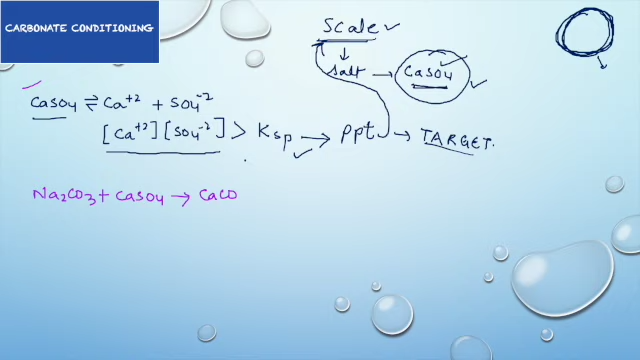 CARBONATE CONDITIONING
Scale ✓
↓
Salt → CaSO4 ✓
CaSO4 ⇌ Ca+2 + SO4-2
[Ca+2][SO4-2] > Ksp → ppt → TARGET.
Na2CO3 + CaSO4 → CaCO